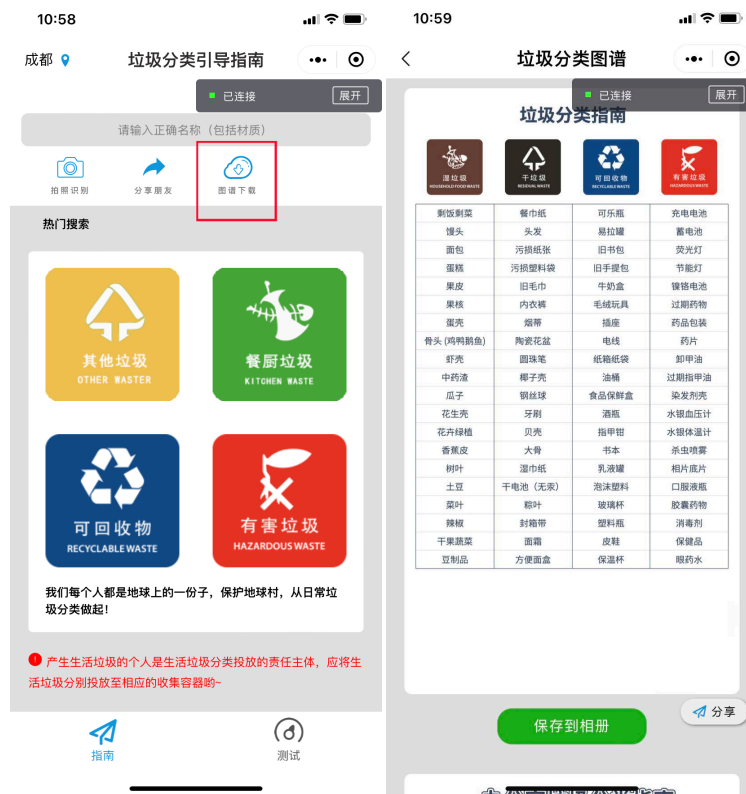 10:58
成都
垃圾分类引导指南
已连接
展开
请输入正确名称（包括材质）
拍照识别
分享朋友
图谱下载
热门搜索
其他垃圾
OTHER WASTER
餐厨垃圾
KITCHEN WASTE
可回收物
RECYCLABLE WASTE
有害垃圾
HAZARDOUS WASTE
我们每个人都是地球上的一份子，保护地球村，从日常垃
圾分类做起！
产生生活垃圾的个人是生活垃圾分类投放的责任主体，应将生
活垃圾分别投放至相应的收集容器哟~
指南
测试
10:59
垃圾分类图谱
已连接
展开
垃圾分类指南
湿垃圾
HOUSEHOLD FOOD WASTE
干垃圾
RESIDUAL WASTE
可回收物
RECYCLABLE WASTE
有害垃圾
HAZARDOUS WASTE
剩饭剩菜 餐巾纸 可乐瓶 充电电池
馒头 头发 易拉罐 蓄电池
面包 污损纸张 旧书包 荧光灯
蛋糕 污损塑料袋 旧手提包 节能灯
果皮 旧毛巾 牛奶盒 镍铬电池
果核 内衣裤 毛绒玩具 过期药物
蛋壳 烟蒂 插座 药品包装
骨头 (鸡鸭鹅鱼) 陶瓷花盆 电线 药片
虾壳 圆珠笔 纸箱纸袋 卸甲油
中药渣 椰子壳 油桶 过期指甲油
瓜子 钢丝球 食品保鲜盒 染发剂壳
花生壳 牙刷 酒瓶 水银血压计
花卉绿植 贝壳 指甲钳 水银体温计
香蕉皮 大骨 书本 杀虫喷雾
树叶 湿巾纸 乳液罐 相片底片
土豆 干电池（无汞） 泡沫塑料 口服液瓶
菜叶 粽叶 玻璃杯 胶囊药物
辣椒 封箱带 塑料瓶 消毒剂
干果蔬菜 面霜 皮鞋 保健品
豆制品 方便面盒 保温杯 眼药水
保存到相册
分享